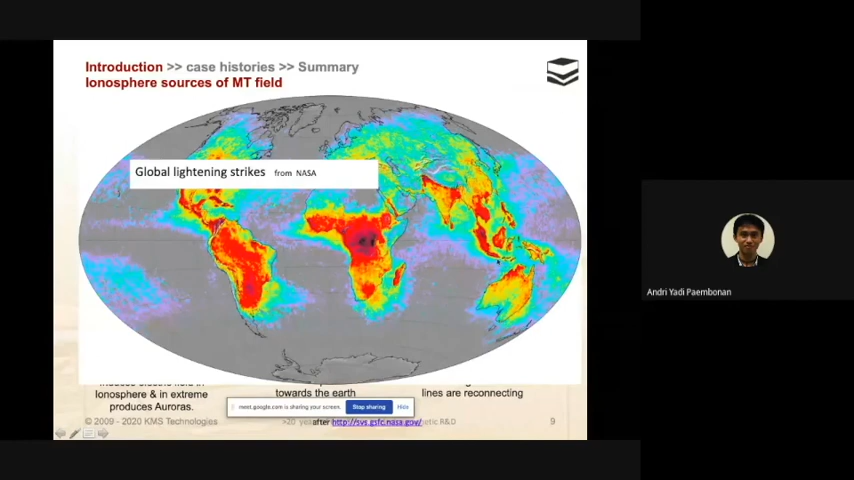 Introduction >> case histories >> Summary
Ionosphere sources of MT field
Global lightening strikes from NASA
Ionosphere & in extreme
produces Auroras.
towards the earth
lines are reconnecting
meet.google.com is sharing your screen.
Stop sharing
Hide
© 2009 - 2020 KMS Technologies
>20
after http://svs.gsfc.nasa.gov/
R&D
9
Andri Yadi Paembonan